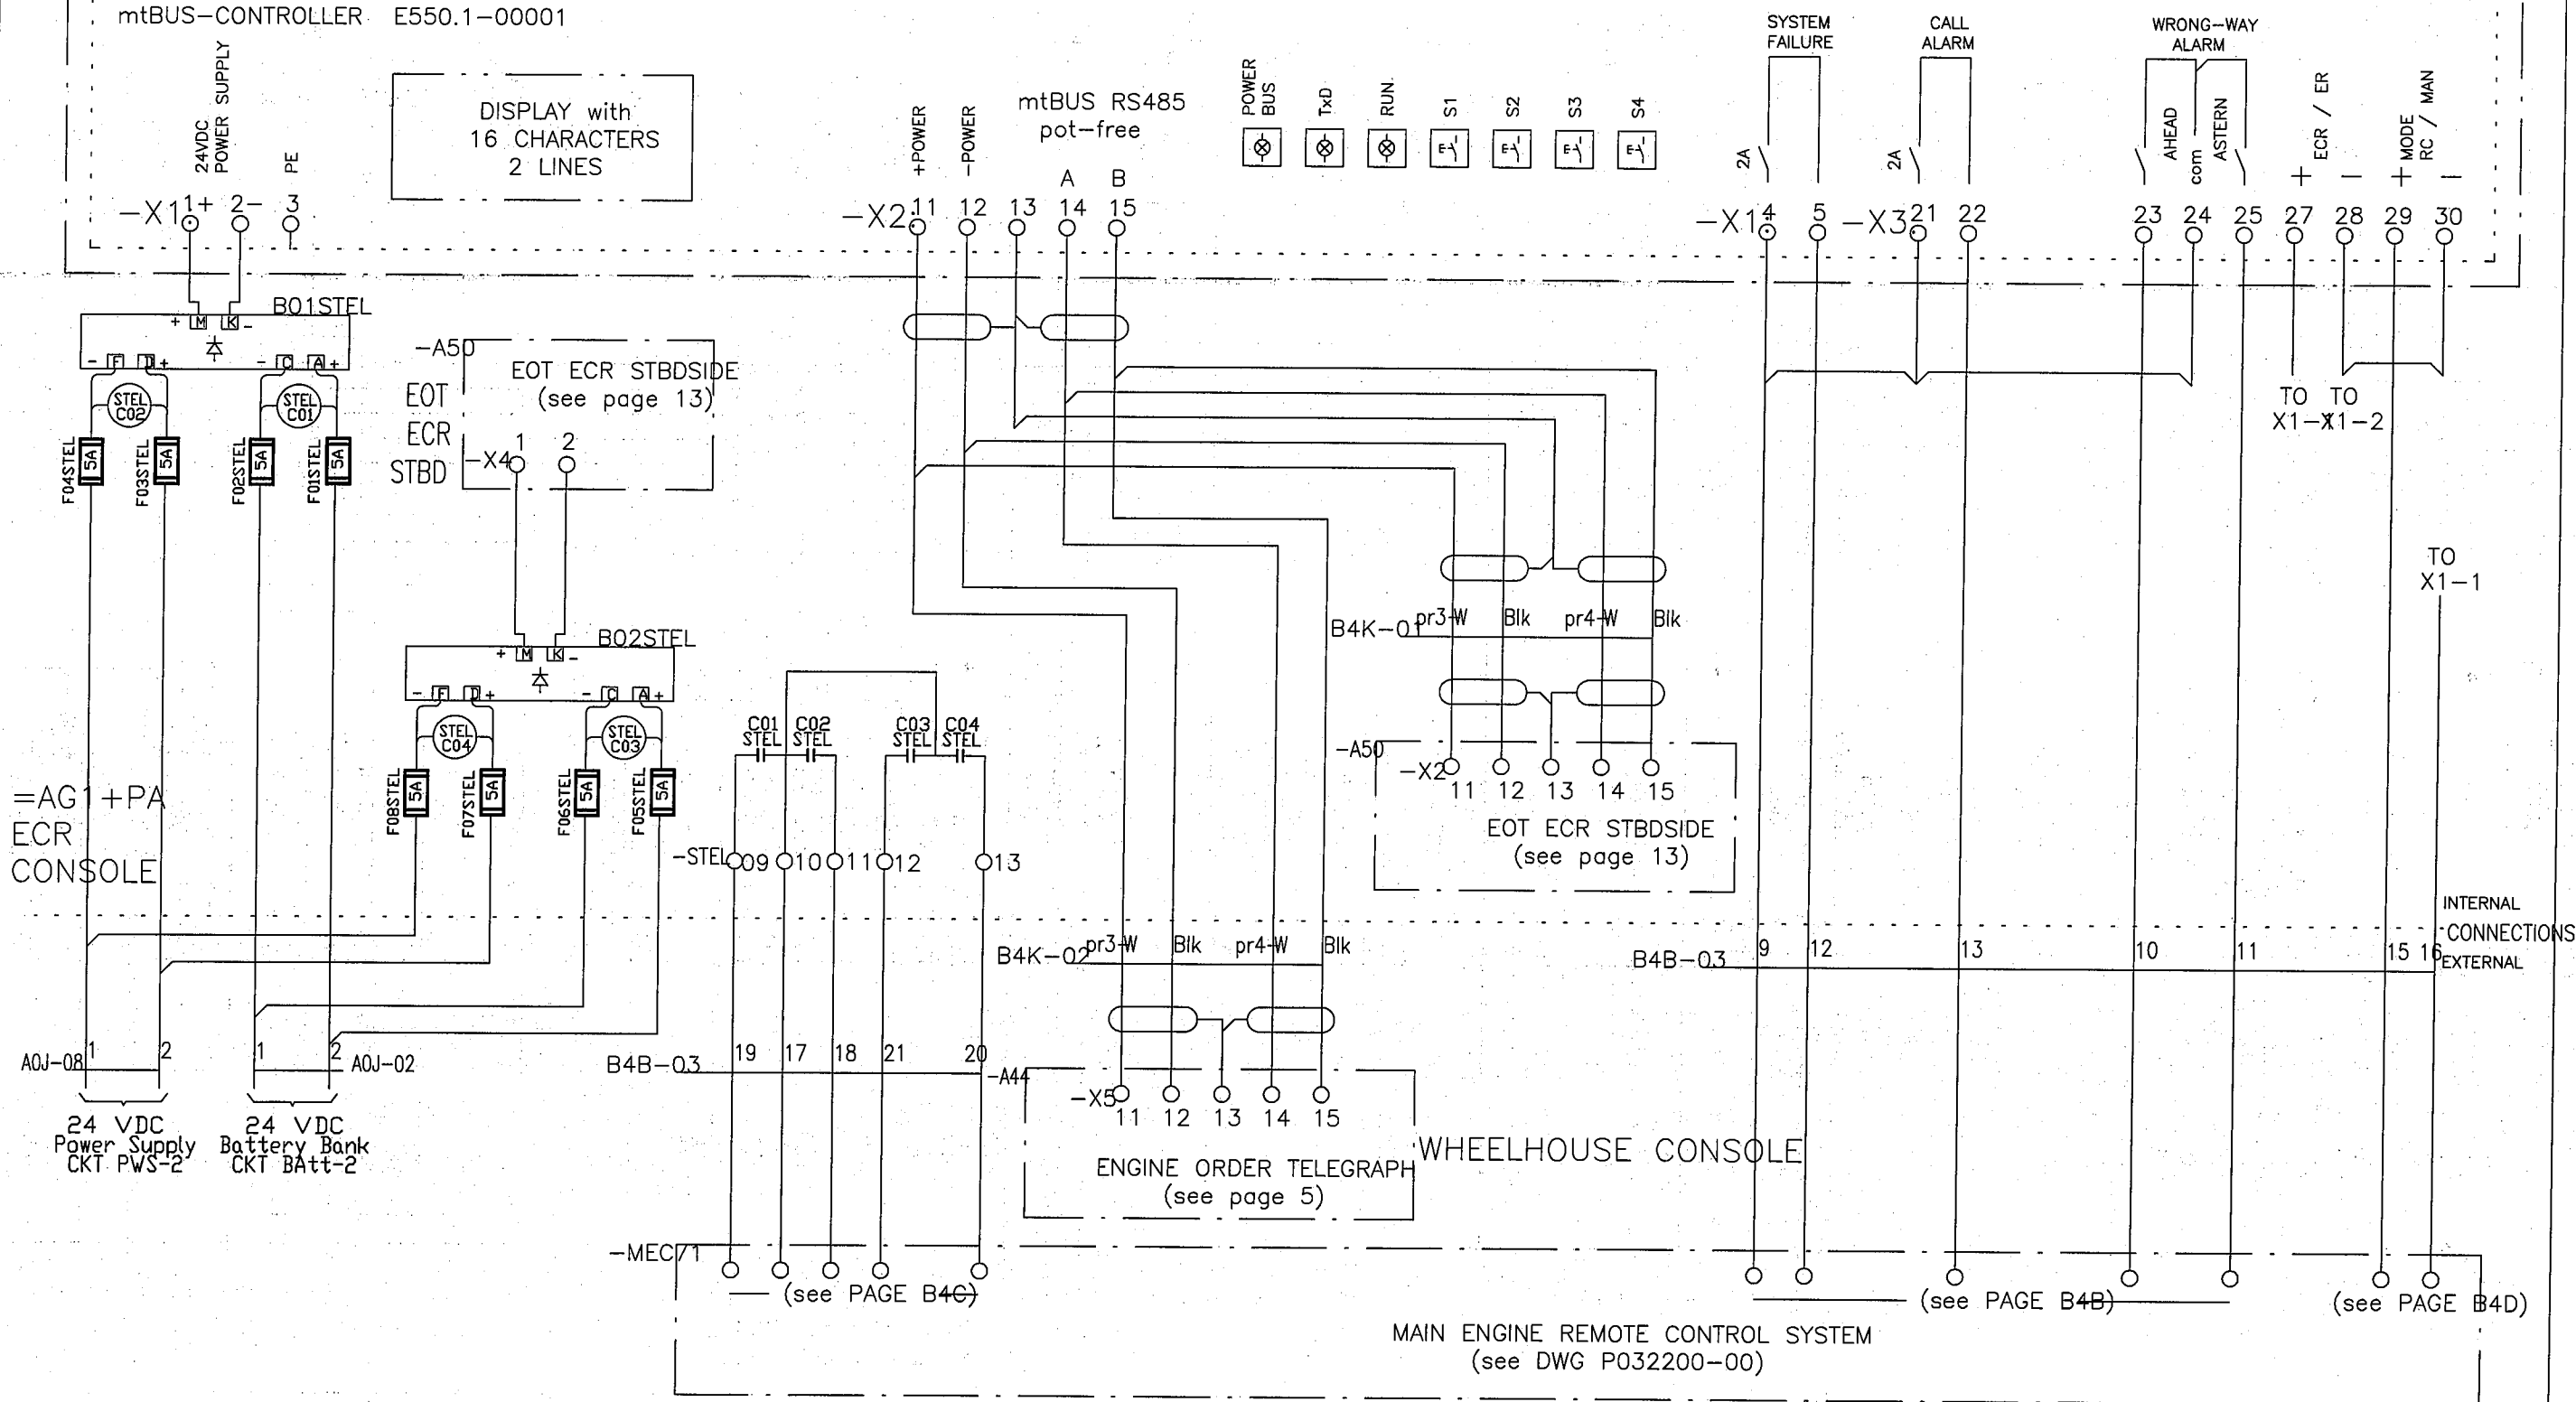 mtBUS-CONTROLLER E550.1-00001
24VDC
POWER SUPPLY
PE
DISPLAY with
16 CHARACTERS
2 LINES
-X1
1+
2-
3
+POWER
-POWER
mtBUS RS485
pot-free
A
B
-X2
11
12
13
14
15
POWER
BUS
TxD
RUN
S1
S2
S3
S4
SYSTEM
FAILURE
2A
-X1
4
5
CALL
ALARM
2A
-X3
21
22
WRONG-WAY
ALARM
AHEAD
com
ASTERN
ECR / ER
+
-
MODE
RC / MAN
+
-
23
24
25
27
28
29
30
B01STEL
+ M K -
- F D +
- C A +
STEL
C02
STEL
C01
F04STEL
5A
F03STEL
5A
F02STEL
5A
F01STEL
5A
-A50
EOT ECR STBDSIDE
(see page 13)
EOT
ECR
STBD
-X4
1
2
TO
X1-X
TO
X1-2
TO
X1-1
B02STEL
+ M K -
- F D +
- C A +
STEL
C04
STEL
C03
F08STEL
5A
F07STEL
5A
F06STEL
5A
F05STEL
5A
C01
STEL
C02
STEL
C03
STEL
C04
STEL
-STEL
09
10
11
12
13
B4K-01
pr3-W
Blk
pr4-W
Blk
-A50
-X2
11
12
13
14
15
EOT ECR STBDSIDE
(see page 13)
=AG1+PA
ECR
CONSOLE
INTERNAL
CONNECTIONS
EXTERNAL
B4K-02
pr3-W
Blk
pr4-W
Blk
B4B-03
9
12
13
10
11
15
16
A0J-08
1
2
1
2
A0J-02
24 VDC
Power Supply
CKT PWS-2
24 VDC
Battery Bank
CKT BAtt-2
B4B-03
19
17
18
21
20
-A44
-X5
11
12
13
14
15
ENGINE ORDER TELEGRAPH
(see page 5)
WHEELHOUSE CONSOLE
-MEC71
(see PAGE B4C)
(see PAGE B4B)
(see PAGE B4D)
MAIN ENGINE REMOTE CONTROL SYSTEM
(see DWG P032200-00)